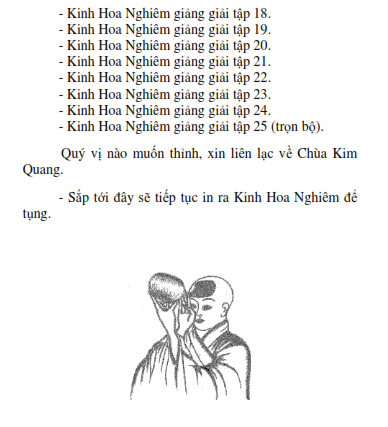 - Kinh Hoa Nghiêm giảng giải tập 18.
- Kinh Hoa Nghiêm giảng giải tập 19.
- Kinh Hoa Nghiêm giảng giải tập 20.
- Kinh Hoa Nghiêm giảng giải tập 21.
- Kinh Hoa Nghiêm giảng giải tập 22.
- Kinh Hoa Nghiêm giảng giải tập 23.
- Kinh Hoa Nghiêm giảng giải tập 24.
- Kinh Hoa Nghiêm giảng giải tập 25 (trọn bộ).
Quý vị nào muốn thỉnh, xin liên lạc về Chùa Kim
Quang.
- Sắp tới đây sẽ tiếp tục in ra Kinh Hoa Nghiêm để
tụng.